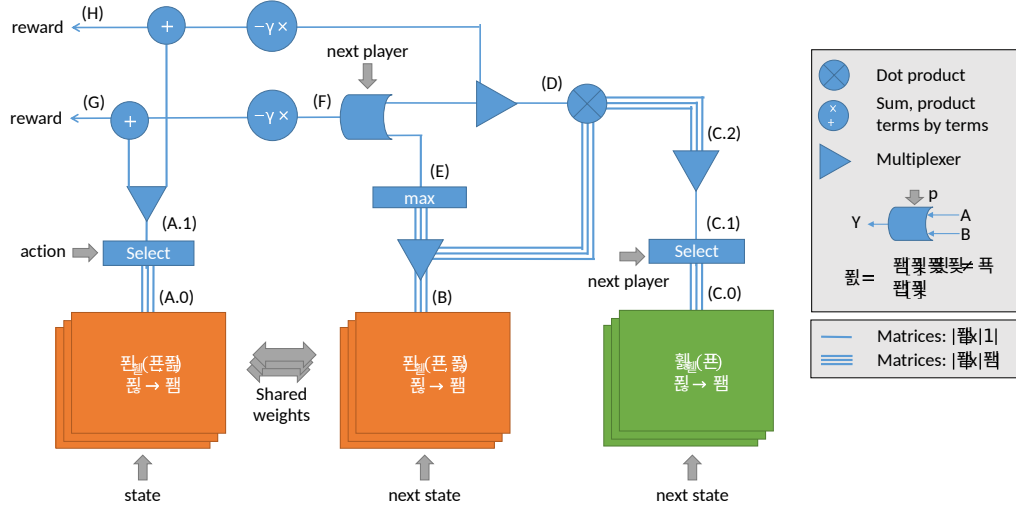 (H)
reward
+
−γ ×
next player
(D)
(G)
(F)
reward
+
−γ ×
(C.2)
(E)
max
(A.1)
(C.1)
action
Select
Select
next player
(A.0)
(B)
(C.0)
Shared
weights
state
next state
next state
Dot product
×
+
Sum, product
terms by terms
Multiplexer
p
Y
A
B
Matrices:
Matrices: